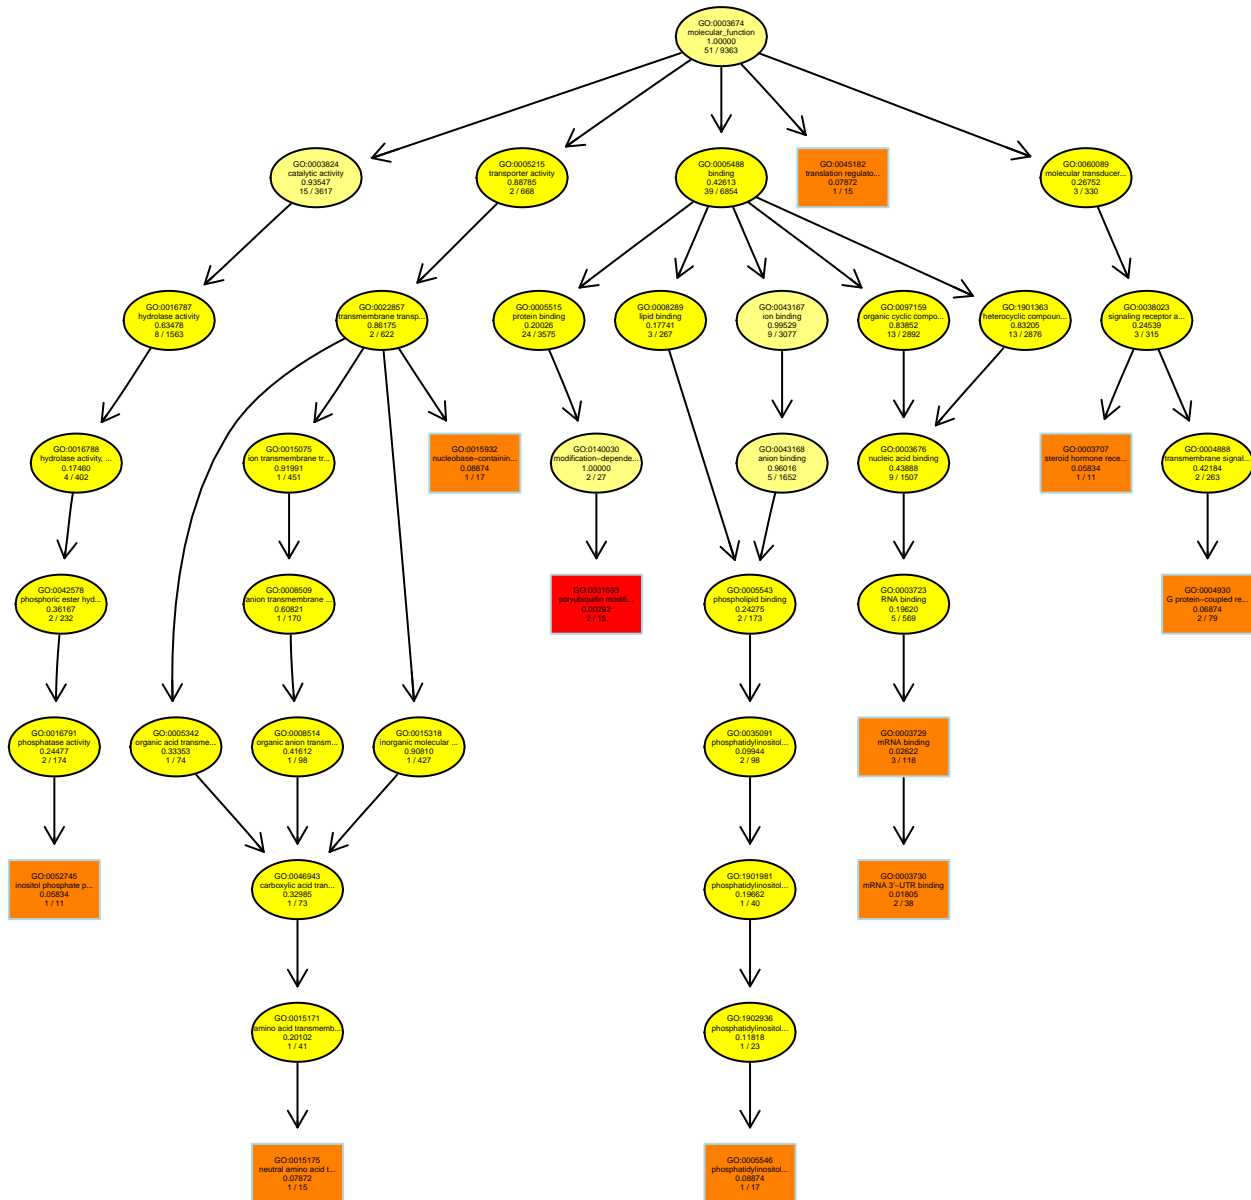 GO:0003674
molecular_function
1.00000
51 / 9363
GO:0003824
catalytic activity
0.93547
15 / 3617
GO:0005215
transporter activity
0.88785
2 / 668
GO:0005488
binding
0.42613
39 / 6854
GO:0045182
translation regulato...
0.07872
1 / 15
GO:0060089
molecular transducer...
0.26752
3 / 330
GO:0016787
hydrolase activity
0.63478
8 / 1563
GO:0022857
transmembrane transp...
0.86175
2 / 622
GO:0005515
protein binding
0.20026
24 / 3575
GO:0008289
lipid binding
0.17741
3 / 267
GO:0043167
ion binding
0.99529
9 / 3077
GO:0097159
organic cyclic compo...
0.83852
13 / 2892
GO:1901363
heterocyclic compoun...
0.83205
13 / 2876
GO:0038023
signaling receptor a...
0.24539
3 / 315
GO:0016788
hydrolase activity, ...
0.17460
4 / 402
GO:0015075
ion transmembrane tr...
0.91991
1 / 451
GO:0015932
nucleobase−containin...
0.08874
1 / 17
GO:0140030
modification−depende...
1.00000
2 / 27
GO:0043168
anion binding
0.96016
5 / 1652
GO:0003676
nucleic acid binding
0.43888
9 / 1507
GO:0003707
steroid hormone rece...
0.05834
1 / 11
GO:0004888
transmembrane signal...
0.42184
2 / 263
GO:0042578
phosphoric ester hyd...
0.36167
2 / 232
GO:0008509
anion transmembrane ...
0.60821
1 / 170
GO:0031593
polyubiquitin modifi...
0.00292
2 / 15
GO:0005543
phospholipid binding
0.24275
2 / 173
GO:0003723
RNA binding
0.19620
5 / 569
GO:0004930
G protein−coupled re...
0.06874
2 / 79
GO:0016791
phosphatase activity
0.24477
2 / 174
GO:0005342
organic acid transme...
0.33353
1 / 74
GO:0008514
organic anion transm...
0.41612
1 / 98
GO:0015318
inorganic molecular ...
0.90810
1 / 427
GO:0035091
phosphatidylinositol...
0.09944
2 / 98
GO:0003729
mRNA binding
0.02622
3 / 118
GO:0052745
inositol phosphate p...
0.05834
1 / 11
GO:0046943
carboxylic acid tran...
0.32985
1 / 73
GO:1901981
phosphatidylinositol...
0.19662
1 / 40
GO:0003730
mRNA 3'−UTR binding
0.01805
2 / 38
GO:0015171
amino acid transmemb...
0.20102
1 / 41
GO:1902936
phosphatidylinositol...
0.11818
1 / 23
GO:0015175
neutral amino acid t...
0.07872
1 / 15
GO:0005546
phosphatidylinositol...
0.08874
1 / 17